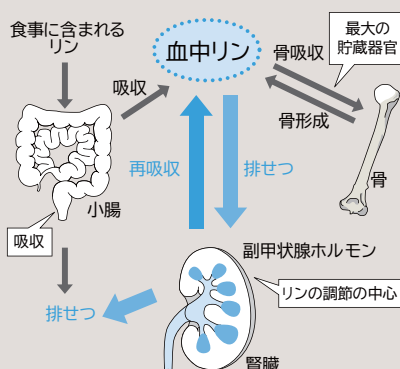 食事に含まれる
リン
血中リン
最大の
貯蔵器官
骨吸収
吸収
骨形成
骨
再吸収
排せつ
小腸
吸収
副甲状腺ホルモン
リンの調節の中心
排せつ
腎臓